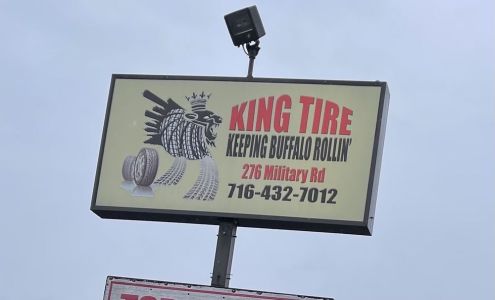 KING TIRE
KEEPING BUFFALO ROLLIN'
276 Military Rd
716-432-7012